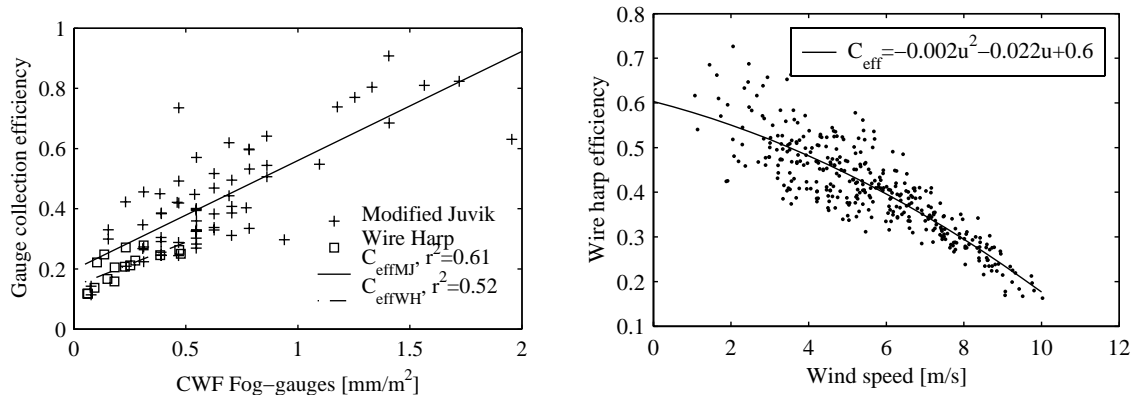 Gauge collection efficiency
1
0.8
0.6
0.4
0.2
0
0
0.5
1
1.5
2
CWF Fog−gauges [mm/m²]
Modified Juvik
Wire Harp
C_effMJ, r²=0.61
C_effWH, r²=0.52
Wire harp efficiency
0.8
0.7
0.6
0.5
0.4
0.3
0.2
0.1
0
2
4
6
8
10
12
Wind speed [m/s]
C_eff=−0.002u²−0.022u+0.6